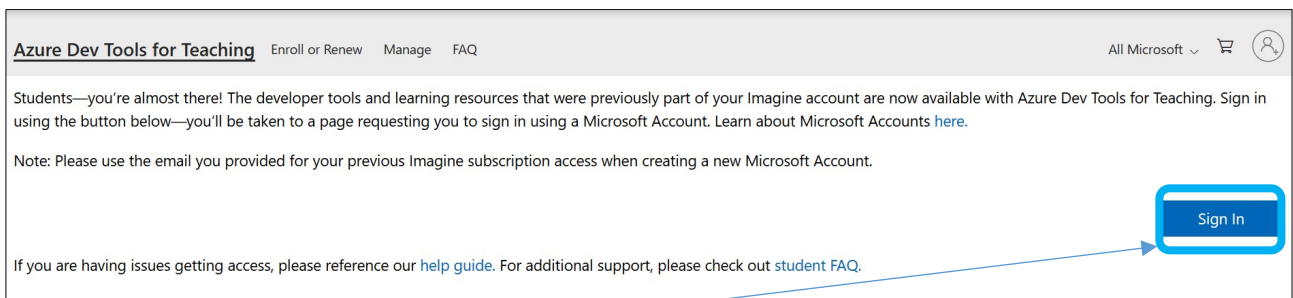 Azure Dev Tools for Teaching Enroll or Renew Manage FAQ All Microsoft
Students—you're almost there! The developer tools and learning resources that were previously part of your Imagine account are now available with Azure Dev Tools for Teaching. Sign in
using the button below—you'll be taken to a page requesting you to sign in using a Microsoft Account. Learn about Microsoft Accounts here.
Note: Please use the email you provided for your previous Imagine subscription access when creating a new Microsoft Account.
Sign In
If you are having issues getting access, please reference our help guide. For additional support, please check out student FAQ.